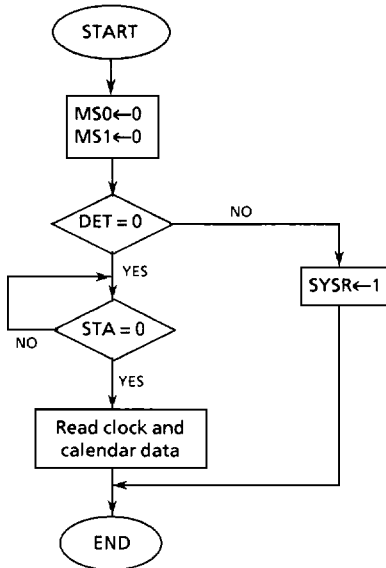 START
MS0←0
MS1←0
DET = 0
NO
YES
SYSR←1
STA = 0
NO
YES
Read clock and
calendar data
END